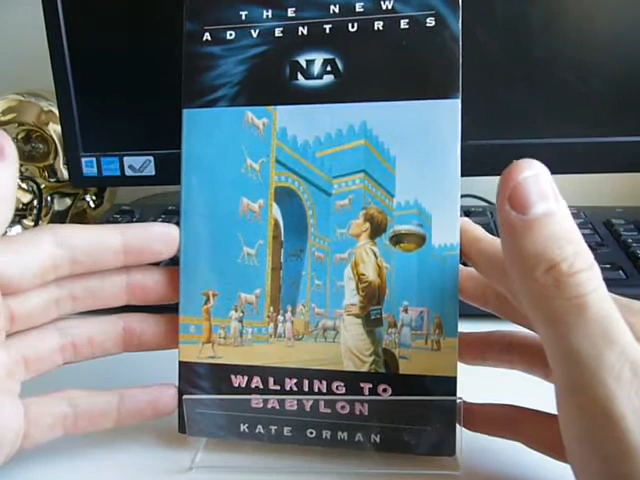 THE NEW
ADVENTURES
NA
WALKING TO
BABYLON
KATE ORMAN